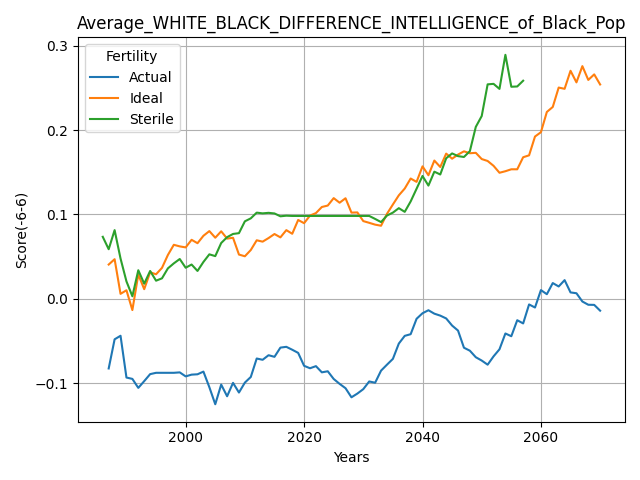 Average_WHITE_BLACK_DIFFERENCE_INTELLIGENCE_of_Black_Pop
Fertility
Actual
Ideal
Sterile
Score(-6-6)
0.3
0.2
0.1
0.0
−0.1
2000
2020
2040
2060
Years